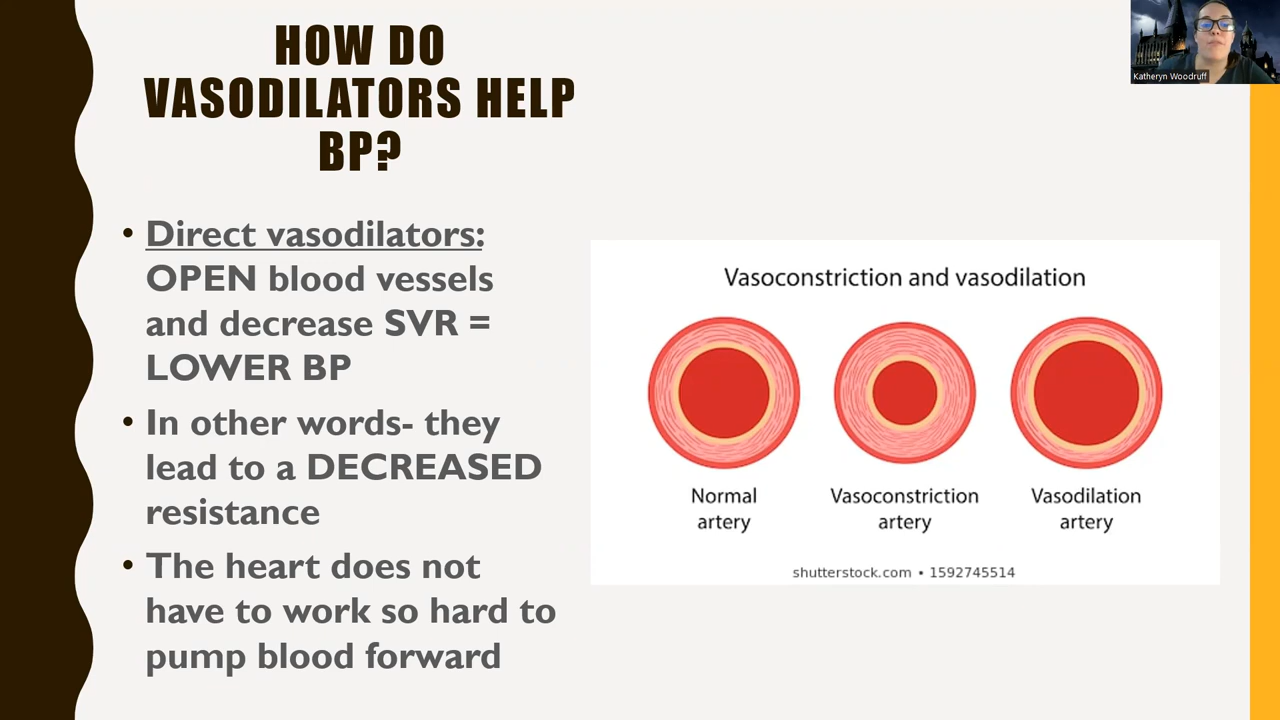 HOW DO
VASODILATORS HELP
BP?
• Direct vasodilators:
OPEN blood vessels
and decrease SVR =
LOWER BP
• In other words- they
lead to a DECREASED
resistance
• The heart does not
have to work so hard to
pump blood forward
Vasoconstriction and vasodilation
Normal
artery
Vasoconstriction
artery
Vasodilation
artery
shutterstock.com • 1592745514
Katheryn Woodruff